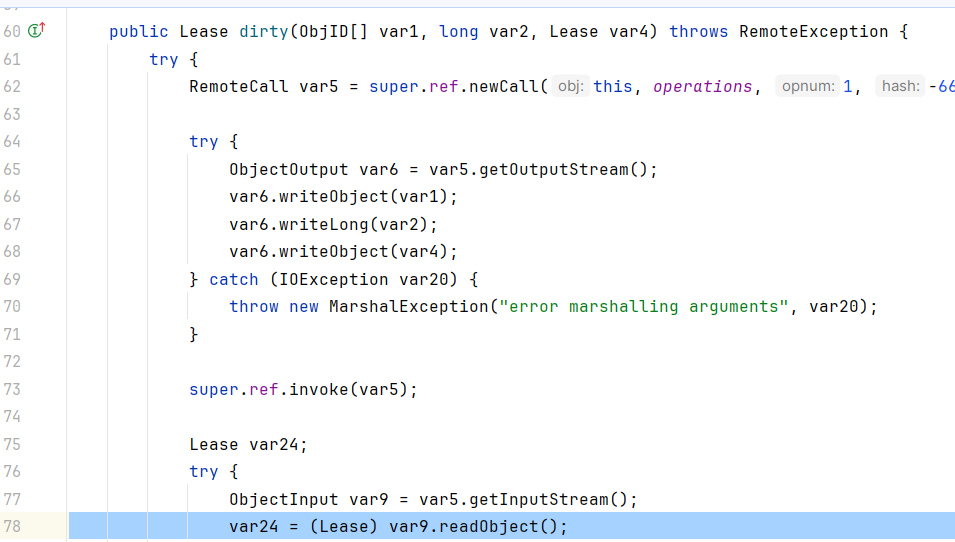 60 public Lease dirty(ObjID[] var1, long var2, Lease var4) throws RemoteException {
61 try {
62 RemoteCall var5 = super.ref.newCall( obj: this, operations, opnum: 1, hash: -66
63
64 try {
65 ObjectOutput var6 = var5.getOutputStream();
66 var6.writeObject(var1);
67 var6.writeLong(var2);
68 var6.writeObject(var4);
69 } catch (IOException var20) {
70 throw new MarshalException("error marshalling arguments", var20);
71 }
72
73 super.ref.invoke(var5);
74
75 Lease var24;
76 try {
77 ObjectInput var9 = var5.getInputStream();
78 var24 = (Lease) var9.readObject();